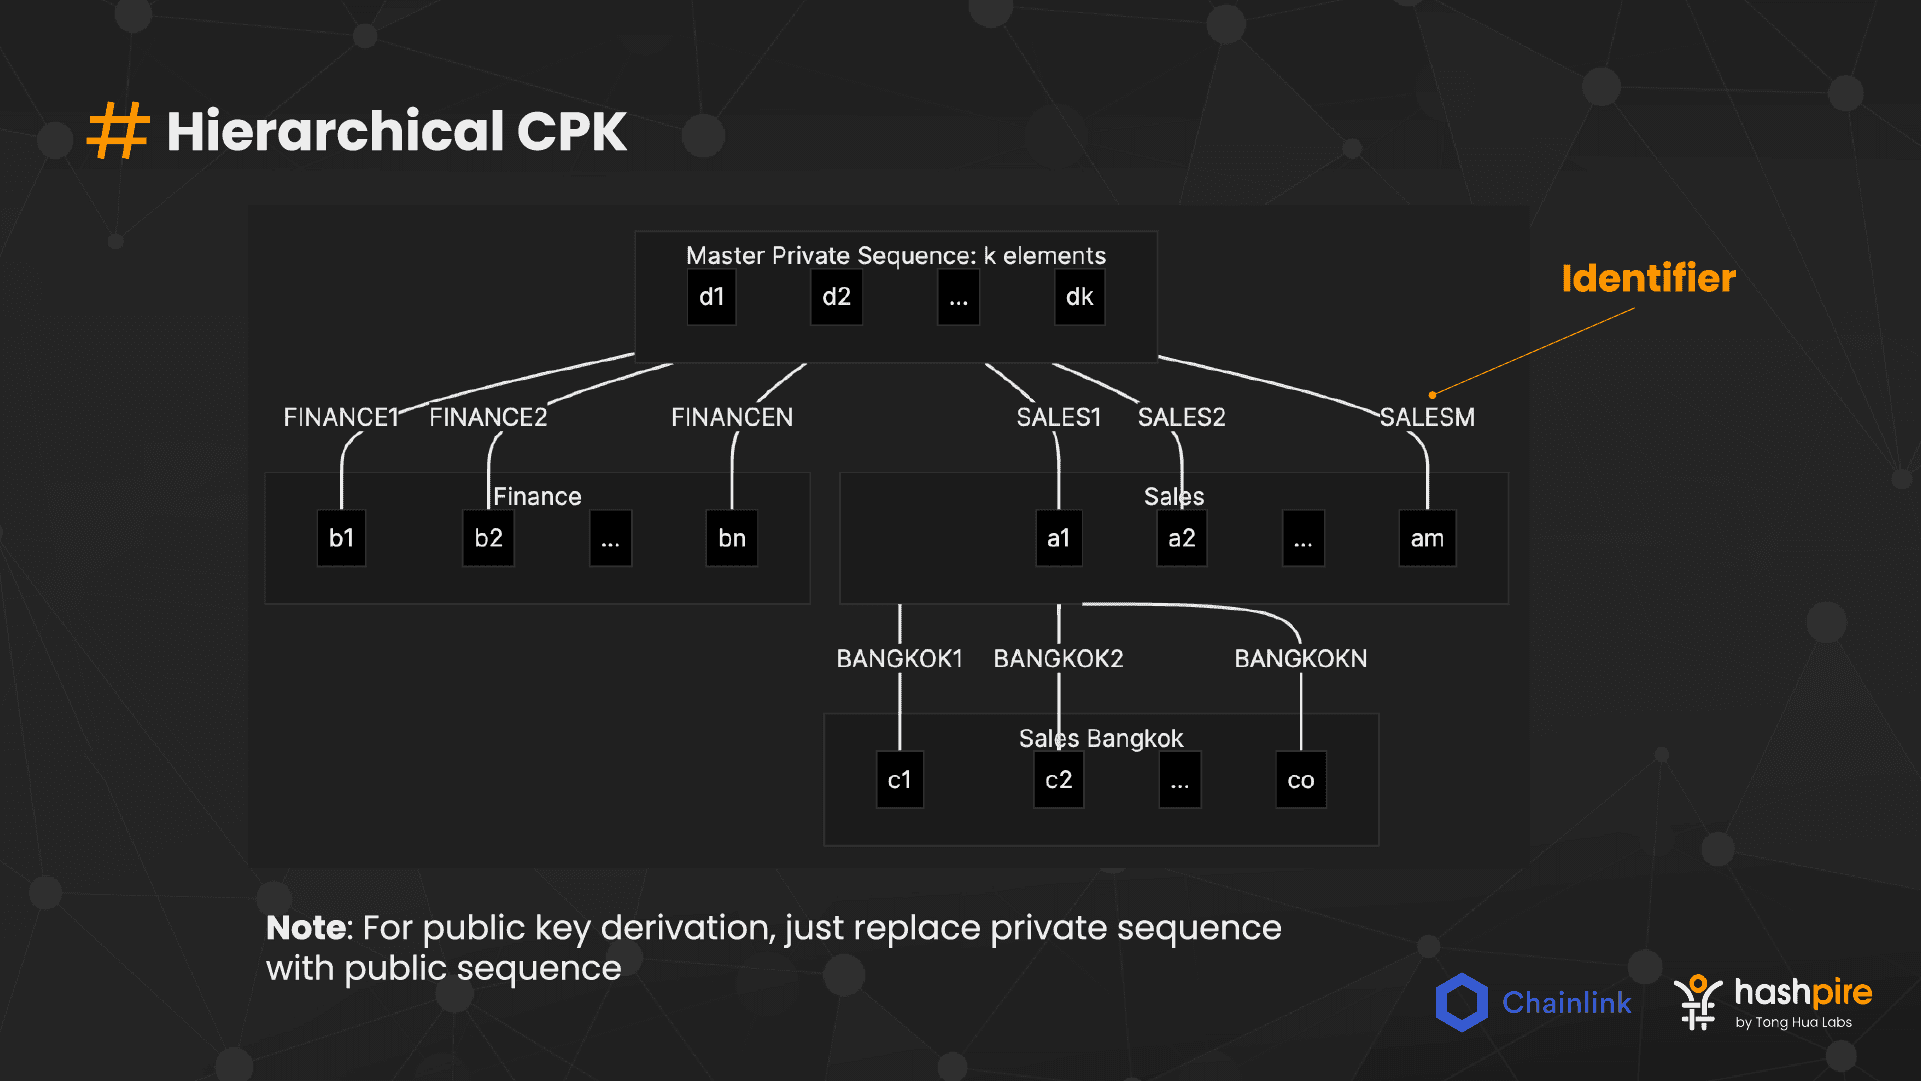 # Hierarchical CPK
Master Private Sequence: k elements
d1 d2 ... dk
Identifier
FINANCE1 FINANCE2 FINANCEN SALES1 SALES2 SALESM
Finance Sales
b1 b2 ... bn a1 a2 ... am
BANGKOK1 BANGKOK2 BANGKOKN
Sales Bangkok
c1 c2 ... co
Note: For public key derivation, just replace private sequence
with public sequence
Chainlink
hashpire
by Tong Hua Labs